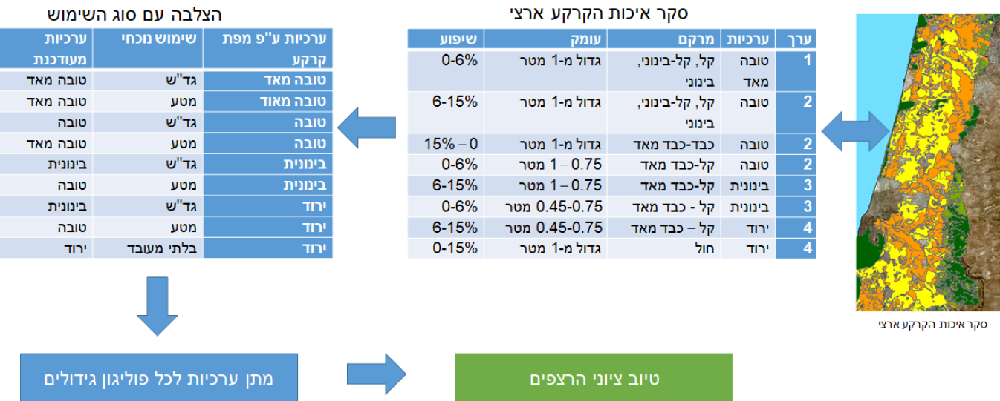 סקר איכות הקרקע ארצי
ערך ערכיות מרקם עומק שיפוע
1 טובה מאד קל, קל-בינוני, בינוני גדול מ-1 מטר 0-6%
2 טובה קל, קל-בינוני, בינוני גדול מ-1 מטר 6-15%
2 טובה כבד-כבד מאד גדול מ-1 מטר 0 – 15%
2 טובה קל-כבד מאד 0.75 – 1 מטר 0-6%
3 בינונית קל-כבד מאד 0.75 – 1 מטר 6-15%
3 בינונית קל - כבד מאד 0.45-0.75 מטר 0-6%
4 ירוד קל – כבד מאד 0.45-0.75 מטר 6-15%
4 ירוד חול גדול מ-1 מטר 0-15%
סקר איכות הקרקע ארצי
הצלבה עם סוג השימוש
ערכיות ע"פ מפת קרקע שימוש נוכחי ערכיות מעודכנת
טובה מאד גד"ש טובה מאד
טובה מאוד מטע טובה מאד
טובה גד"ש טובה
טובה מטע טובה מאד
בינונית גד"ש בינונית
בינונית מטע טובה
ירוד גד"ש בינונית
ירוד מטע טובה
ירוד בלתי מעובד ירוד
מתן ערכיות לכל פוליגון גידולים
טיוב ציוני הרצפים